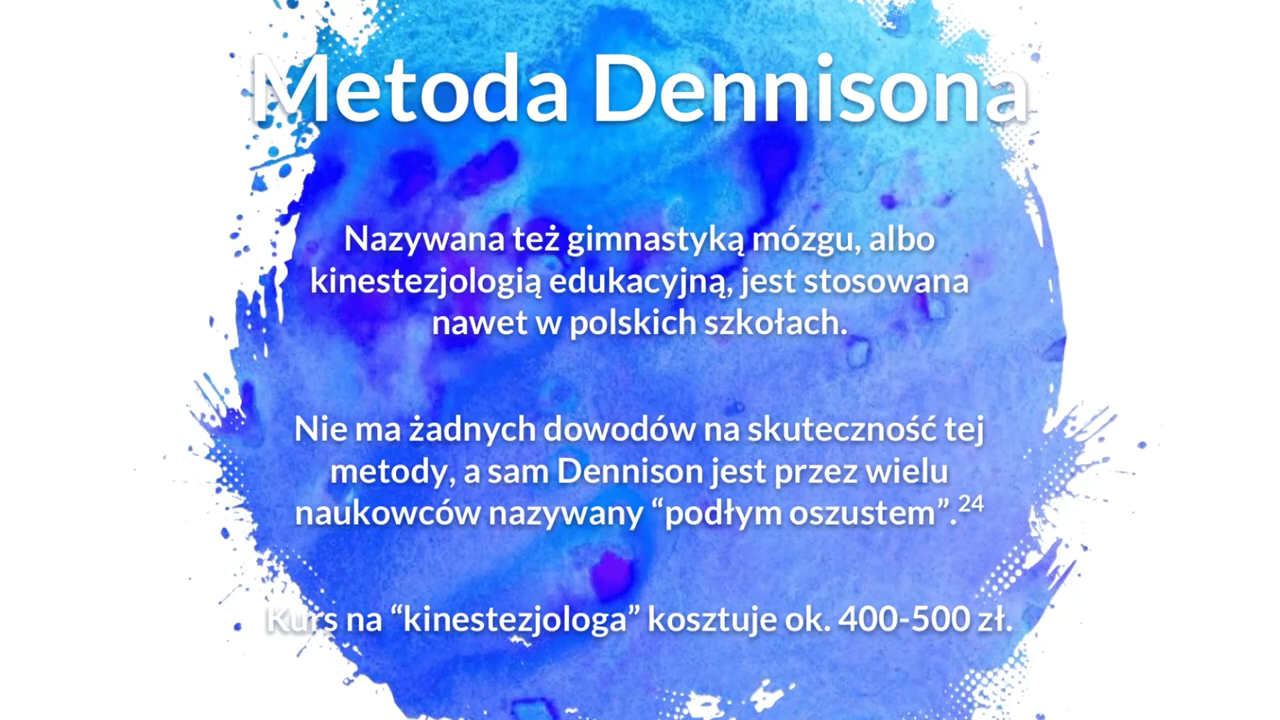 Metoda Dennisona
Nazywana też gimnastyką mózgu, albo
kinestezjologią edukacyjną, jest stosowana
nawet w polskich szkołach.
Nie ma żadnych dowodów na skuteczność tej
metody, a sam Dennison jest przez wielu
naukowców nazywany “podłym oszustem”.²⁴
Kurs na “kinestezjologa” kosztuje ok. 400-500 zł.